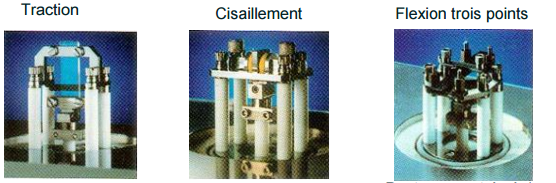 Traction
Cisaillement
Flexion trois points